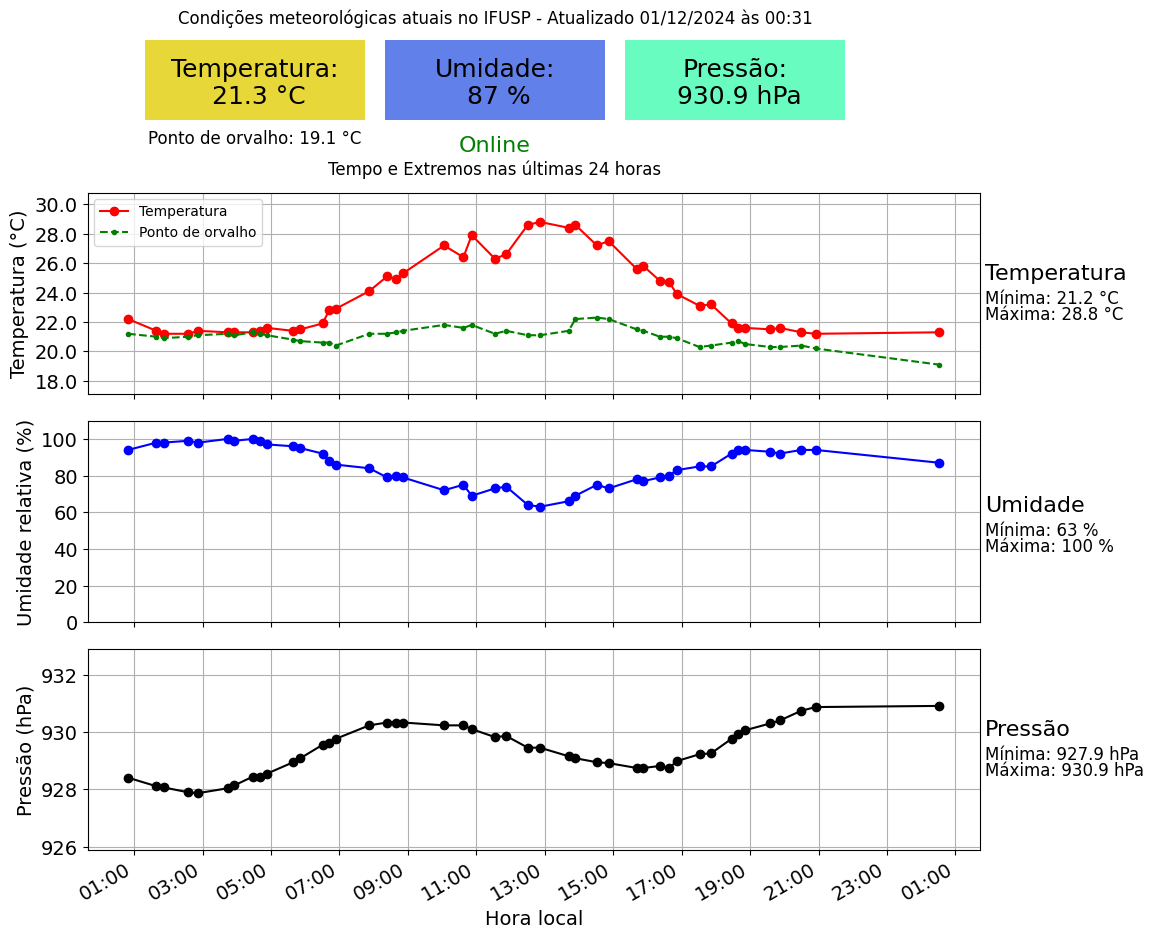 Condições meteorológicas atuais no IFUSP - Atualizado 01/12/2024 às 00:31
Temperatura:
21.3 °C
Umidade:
87 %
Pressão:
930.9 hPa
Ponto de orvalho: 19.1 °C
Online
Tempo e Extremos nas últimas 24 horas
Temperatura (°C)
30.0
28.0
26.0
24.0
22.0
20.0
18.0
Temperatura
Ponto de orvalho
Temperatura
Mínima: 21.2 °C
Máxima: 28.8 °C
Umidade relativa (%)
100
80
60
40
20
0
Umidade
Mínima: 63 %
Máxima: 100 %
Pressão (hPa)
932
930
928
926
Pressão
Mínima: 927.9 hPa
Máxima: 930.9 hPa
01:00 03:00 05:00 07:00 09:00 11:00 13:00 15:00 17:00 19:00 21:00 23:00 01:00
Hora local